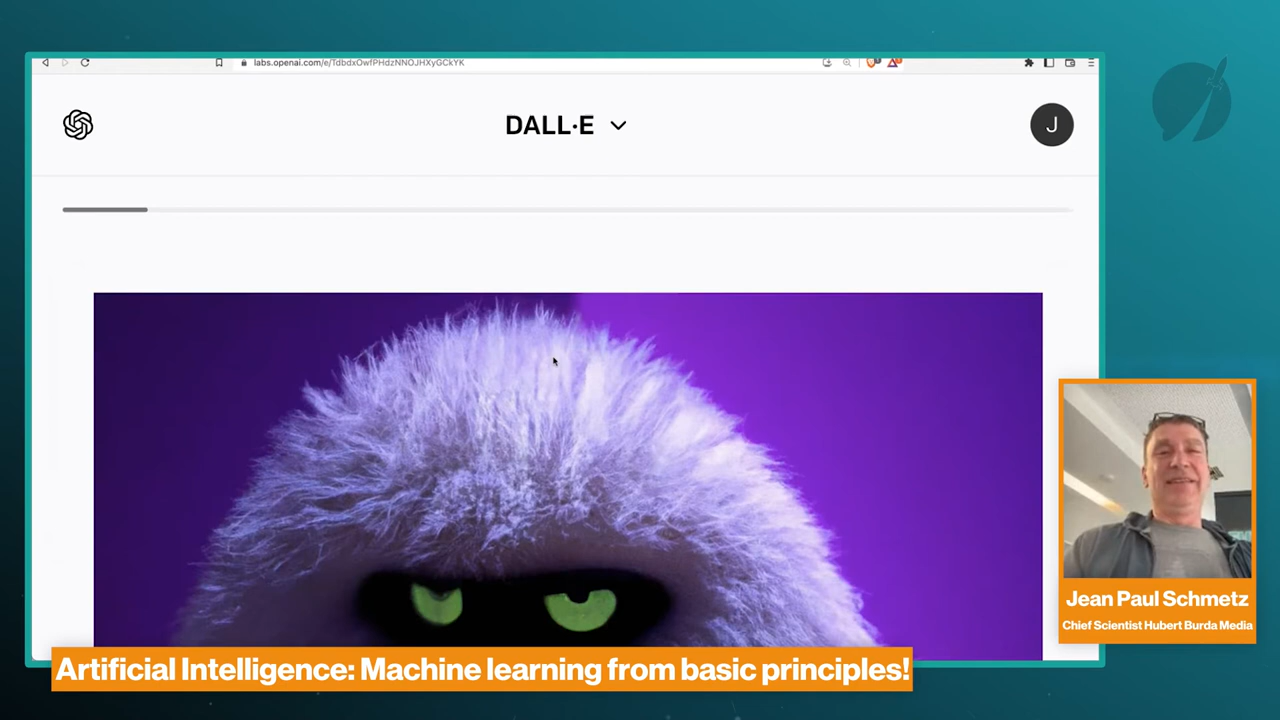 labs.openai.com/e/TdbdxOwfPHdzNNOJHXyGCkYK
DALL·E
J
Jean Paul Schmetz
Chief Scientist Hubert Burda Media
Artificial Intelligence: Machine learning from basic principles!